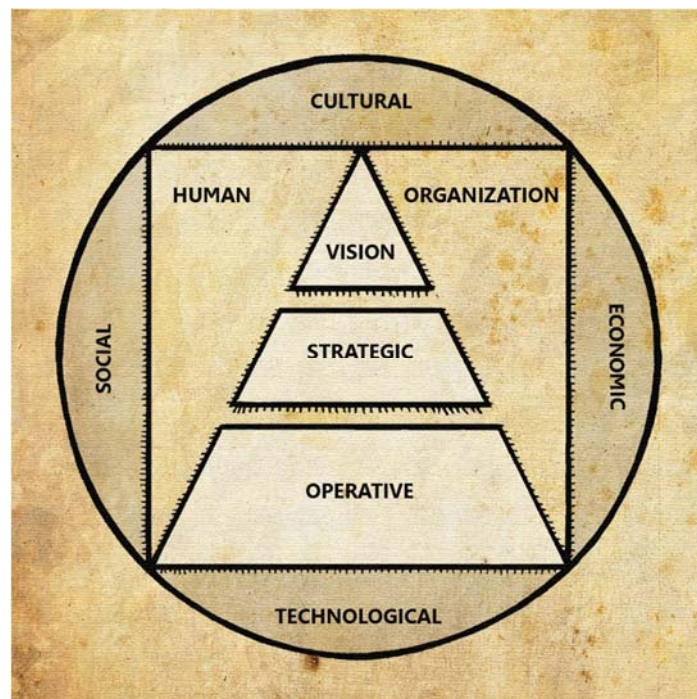 CULTURAL
HUMAN
ORGANIZATION
VISION
SOCIAL
STRATEGIC
ECONOMIC
OPERATIVE
TECHNOLOGICAL